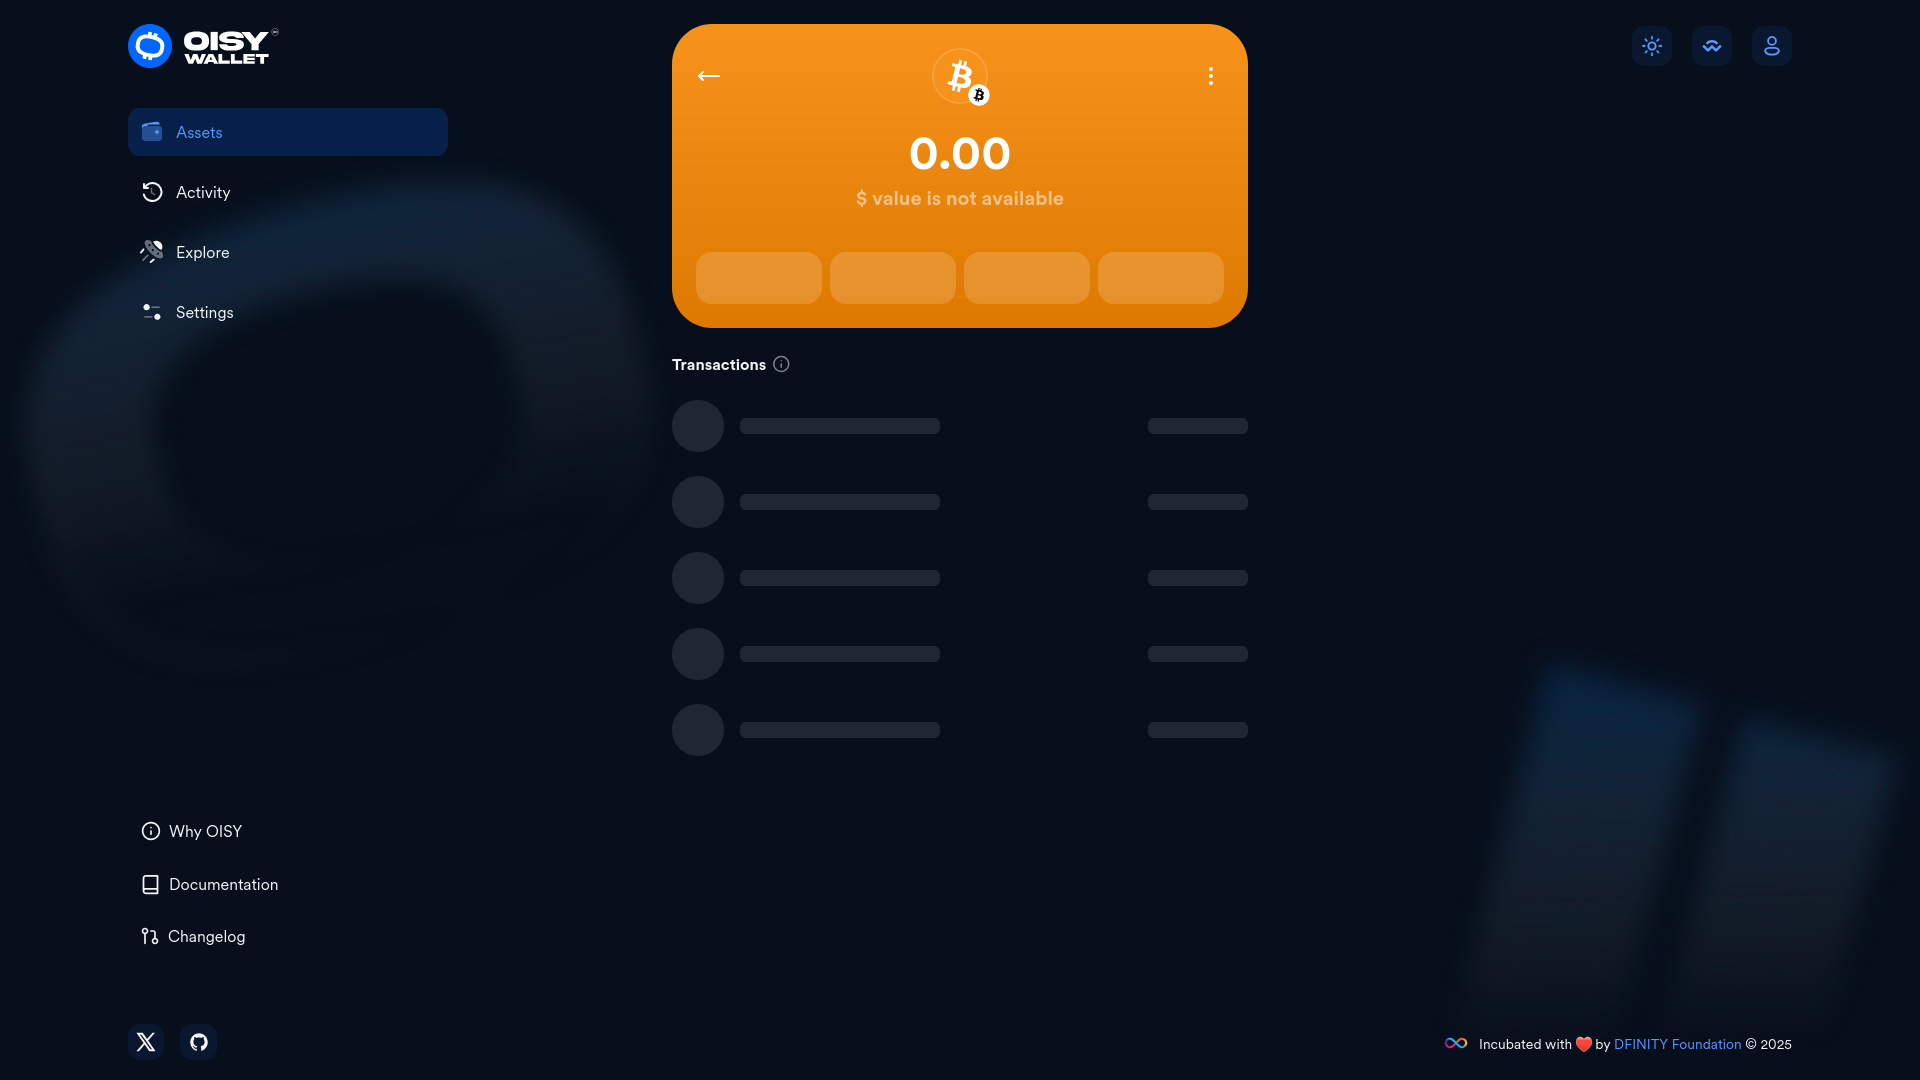 OISY
WALLET
Assets
Activity
Explore
Settings
0.00
$ value is not available
Transactions
Why OISY
Documentation
Changelog
Incubated with ❤️ by DFINITY Foundation © 2025